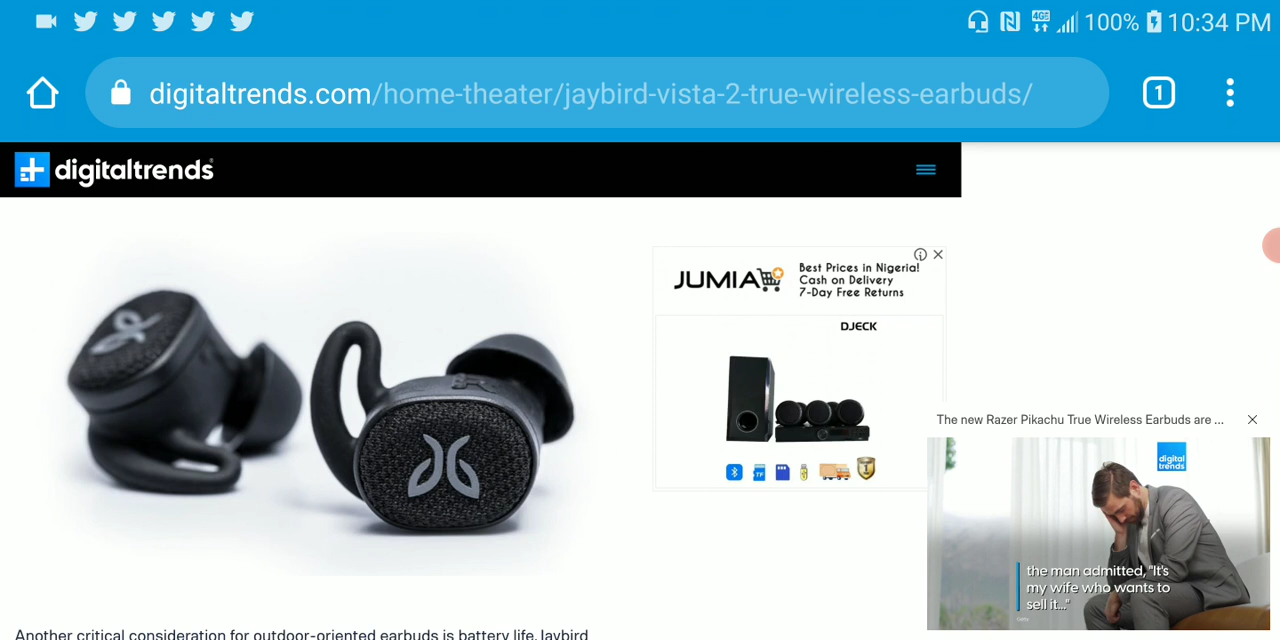 4GE
100%
10:34 PM
digitaltrends.com/home-theater/jaybird-vista-2-true-wireless-earbuds/
1
digitaltrends
JUMIA
Best Prices in Nigeria!
Cash on Delivery
7-Day Free Returns
DJECK
TF
1
The new Razer Pikachu True Wireless Earbuds are ...
digital
trends
the man admitted, "It's
my wife who wants to
sell it..."
Another critical consideration for outdoor-oriented earbuds is battery life. Jaybird